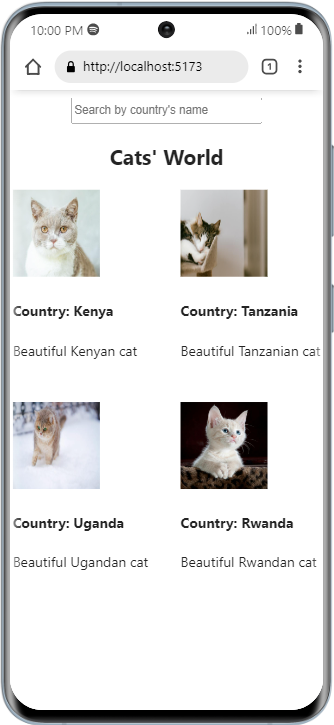 10:00 PM 100%
http://localhost:5173 1
Search by country's name
Cats' World
Country: Kenya Country: Tanzania
Beautiful Kenyan cat Beautiful Tanzanian cat
Country: Uganda Country: Rwanda
Beautiful Ugandan cat Beautiful Rwandan cat